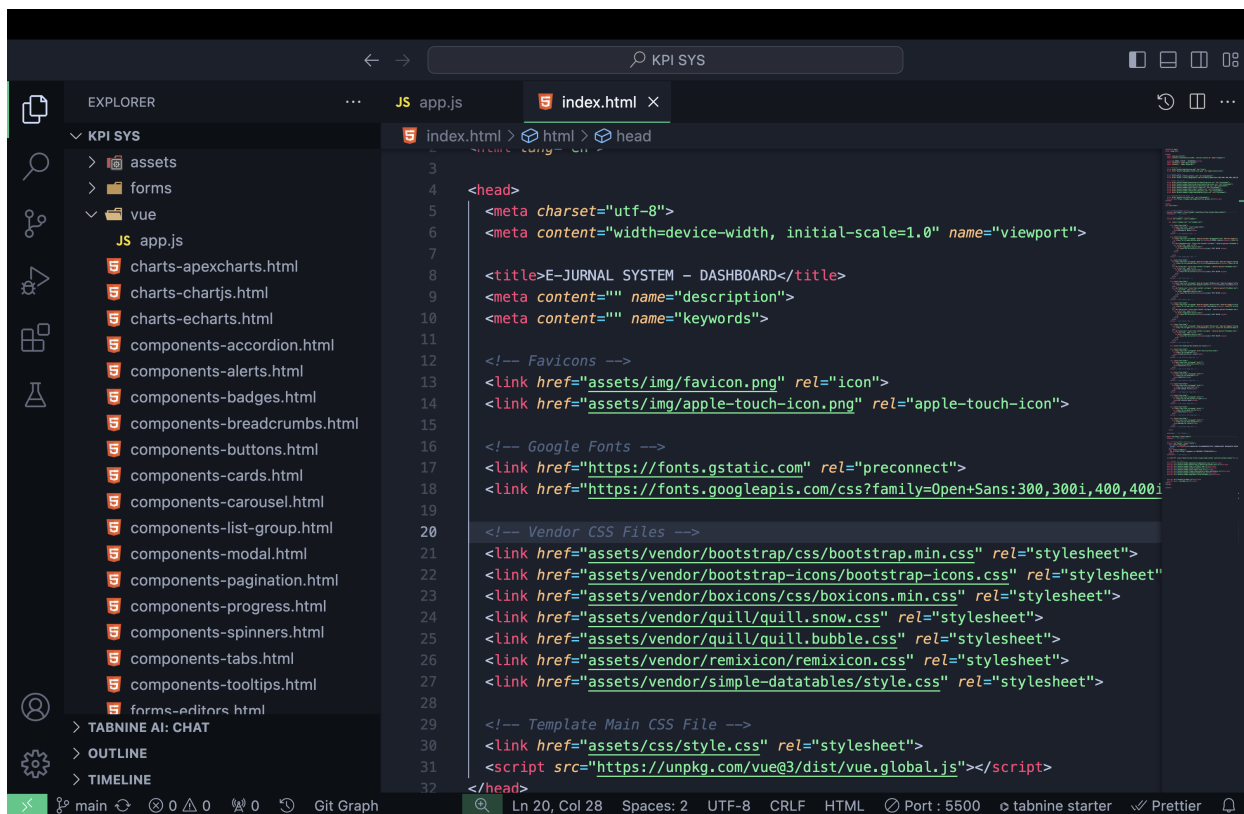 KPI SYS
EXPLORER
JS app.js
index.html
KPI SYS
index.html > html > head
assets
forms
vue
JS app.js
charts-apexcharts.html
charts-chartjs.html
charts-echarts.html
components-accordion.html
components-alerts.html
components-badges.html
components-breadcrumbs.html
components-buttons.html
components-cards.html
components-carousel.html
components-list-group.html
components-modal.html
components-pagination.html
components-progress.html
components-spinners.html
components-tabs.html
components-tooltips.html
forms-editors.html
TABNINE AI: CHAT
OUTLINE
TIMELINE
2 <html lang="en">
3
4 <head>
5 <meta charset="utf-8">
6 <meta content="width=device-width, initial-scale=1.0" name="viewport">
7
8 <title>E-JURNAL SYSTEM - DASHBOARD</title>
9 <meta content="" name="description">
10 <meta content="" name="keywords">
11
12 <!-- Favicons -->
13 <link href="assets/img/favicon.png" rel="icon">
14 <link href="assets/img/apple-touch-icon.png" rel="apple-touch-icon">
15
16 <!-- Google Fonts -->
17 <link href="https://fonts.gstatic.com" rel="preconnect">
18 <link href="https://fonts.googleapis.com/css?family=Open+Sans:300,300i,400,400i
19
20 <!-- Vendor CSS Files -->
21 <link href="assets/vendor/bootstrap/css/bootstrap.min.css" rel="stylesheet">
22 <link href="assets/vendor/bootstrap-icons/bootstrap-icons.css" rel="stylesheet"
23 <link href="assets/vendor/boxicons/css/boxicons.min.css" rel="stylesheet">
24 <link href="assets/vendor/quill/quill.snow.css" rel="stylesheet">
25 <link href="assets/vendor/quill/quill.bubble.css" rel="stylesheet">
26 <link href="assets/vendor/remixicon/remixicon.css" rel="stylesheet">
27 <link href="assets/vendor/simple-datatables/style.css" rel="stylesheet">
28
29 <!-- Template Main CSS File -->
30 <link href="assets/css/style.css" rel="stylesheet">
31 <script src="https://unpkg.com/vue@3/dist/vue.global.js"></script>
32 </head>
main 0 0 0 Git Graph Ln 20, Col 28 Spaces: 2 UTF-8 CRLF HTML Port : 5500 tabnine starter Prettier